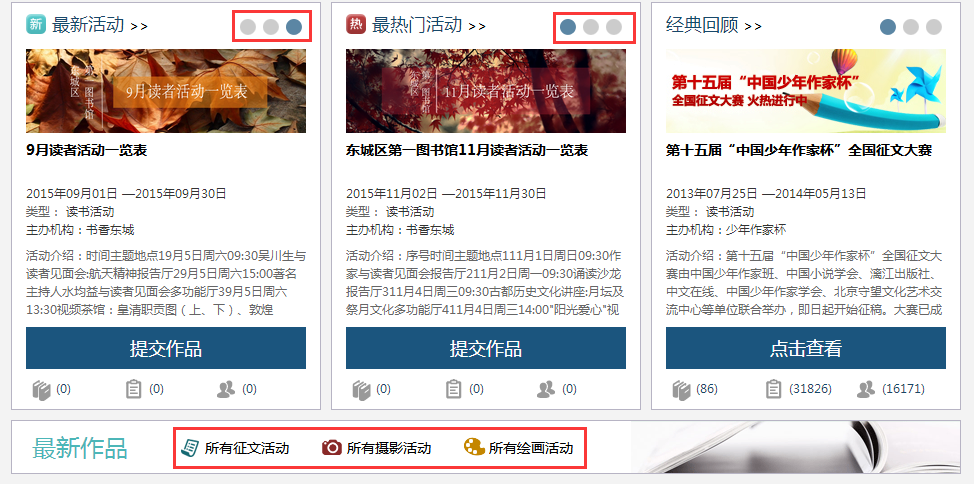 新 最新活动 >>
东城区 第一图书馆
9月读者活动一览表
9月读者活动一览表
2015年09月01日 —2015年09月30日
类型： 读书活动
主办机构：书香东城
活动介绍：时间主题地点19月5日周六09:30吴川生与
读者见面会:航天精神报告厅29月5日周六15:00著名
主持人水均益与读者见面会多功能厅39月5日周六
13:30视频茶馆：皇清职贡图（上、下）、敦煌
提交作品
(0) (0) (0)
热 最热门活动 >>
东城区 第一图书馆
11月读者活动一览表
东城区第一图书馆11月读者活动一览表
2015年11月02日 —2015年11月30日
类型： 读书活动
主办机构：书香东城
活动介绍：序号时间主题地点111月1日周日09:30作
家与读者见面会报告厅211月2日周一09:30诵读沙龙
报告厅311月4日周三09:30古都历史文化讲座:月坛及
祭月文化多功能厅411月4日周三14:00"阳光爱心"视
提交作品
(0) (0) (0)
经典回顾 >>
第十五届“中国少年作家杯”
全国征文大赛 火热进行中
第十五届“中国少年作家杯”全国征文大赛
2013年07月25日 —2014年05月13日
类型： 读书活动
主办机构：少年作家杯
活动介绍：第十五届“中国少年作家杯”全国征文大
赛由中国少年作家班、中国小说学会、漓江出版社、
中文在线、中国少年作家学会、北京守望文化艺术交
流中心等单位联合举办，即日起开始征稿。大赛已成
点击查看
(86) (31826) (16171)
最新作品 所有征文活动 所有摄影活动 所有绘画活动